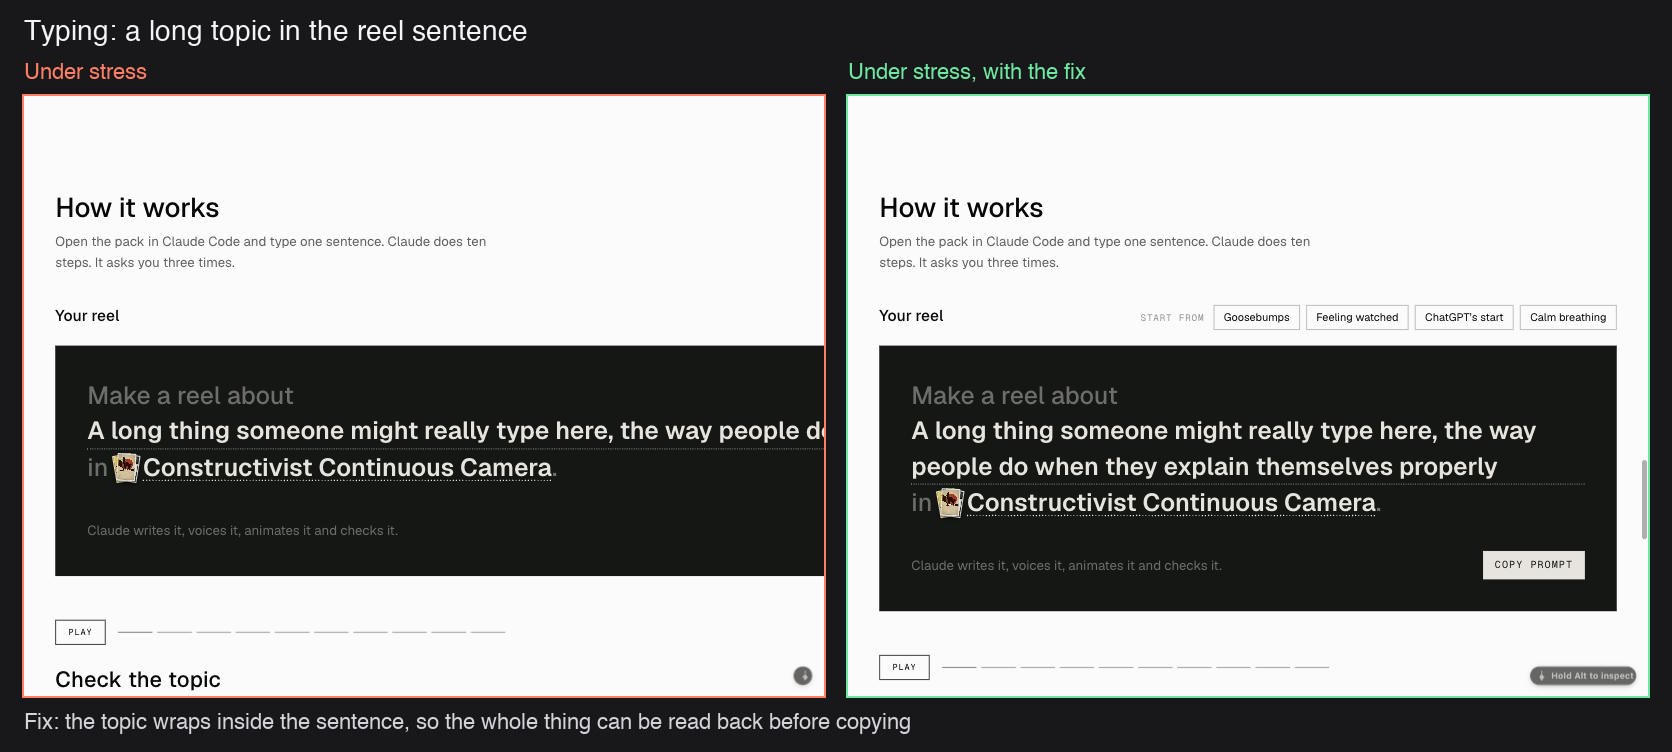 Typing: a long topic in the reel sentence
Under stress
How it works
Open the pack in Claude Code and type one sentence. Claude does ten
steps. It asks you three times.
Your reel
Make a reel about
A long thing someone might really type here, the way people do
in Constructivist Continuous Camera.
Claude writes it, voices it, animates it and checks it.
PLAY
Check the topic
Under stress, with the fix
How it works
Open the pack in Claude Code and type one sentence. Claude does ten
steps. It asks you three times.
Your reel
START FROM Goosebumps Feeling watched ChatGPT's start Calm breathing
Make a reel about
A long thing someone might really type here, the way
people do when they explain themselves properly
in Constructivist Continuous Camera.
Claude writes it, voices it, animates it and checks it.
COPY PROMPT
PLAY
Hold Alt to inspect
Fix: the topic wraps inside the sentence, so the whole thing can be read back before copying